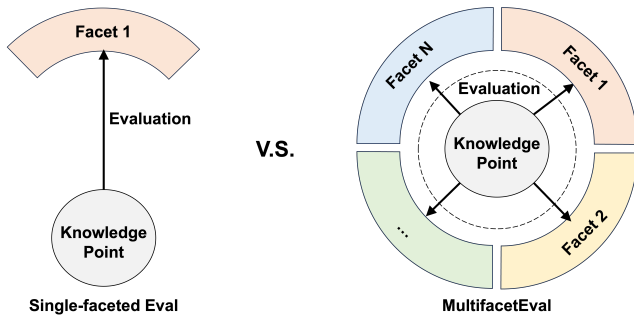 Facet 1
Evaluation
Knowledge
Point
Single-faceted Eval
V.S.
Facet N
Facet 1
Evaluation
Knowledge
Point
...
Facet 2
MultifacetEval